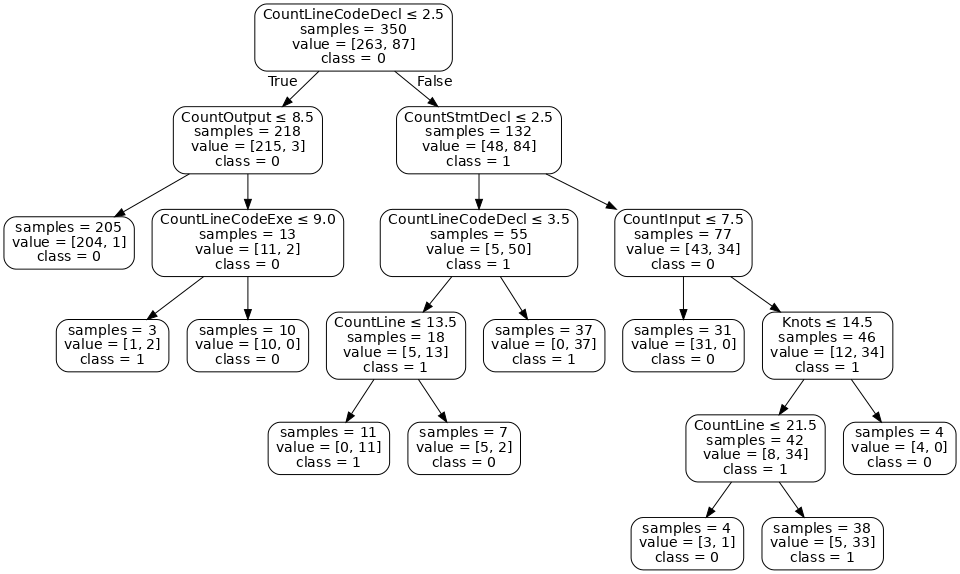 CountLineCodeDecl ≤ 2.5
samples = 350
value = [263, 87]
class = 0
True
False
CountOutput ≤ 8.5
samples = 218
value = [215, 3]
class = 0
CountStmtDecl ≤ 2.5
samples = 132
value = [48, 84]
class = 1
samples = 205
value = [204, 1]
class = 0
CountLineCodeExe ≤ 9.0
samples = 13
value = [11, 2]
class = 0
CountLineCodeDecl ≤ 3.5
samples = 55
value = [5, 50]
class = 1
CountInput ≤ 7.5
samples = 77
value = [43, 34]
class = 0
samples = 3
value = [1, 2]
class = 1
samples = 10
value = [10, 0]
class = 0
CountLine ≤ 13.5
samples = 18
value = [5, 13]
class = 1
samples = 37
value = [0, 37]
class = 1
samples = 31
value = [31, 0]
class = 0
Knots ≤ 14.5
samples = 46
value = [12, 34]
class = 1
samples = 11
value = [0, 11]
class = 1
samples = 7
value = [5, 2]
class = 0
CountLine ≤ 21.5
samples = 42
value = [8, 34]
class = 1
samples = 4
value = [4, 0]
class = 0
samples = 4
value = [3, 1]
class = 0
samples = 38
value = [5, 33]
class = 1